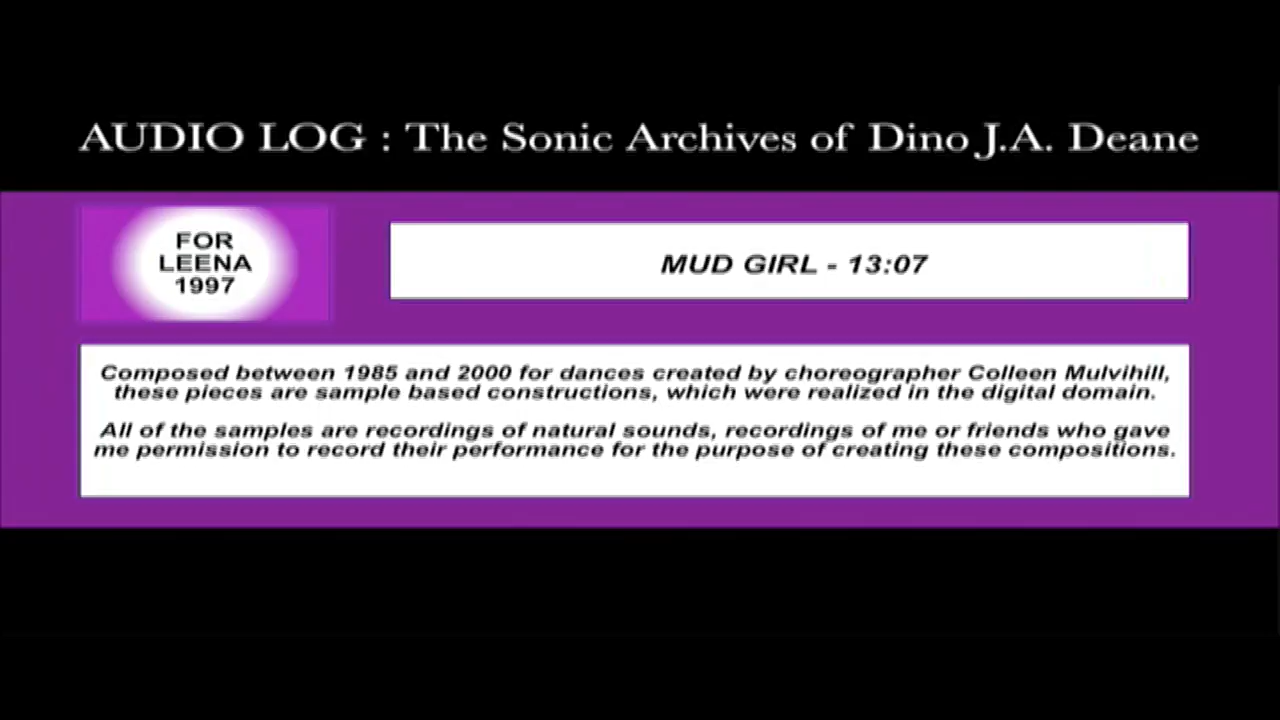 AUDIO LOG : The Sonic Archives of Dino J.A. Deane
FOR
LEENA
1997
MUD GIRL - 13:07
Composed between 1985 and 2000 for dances created by choreographer Colleen Mulvihill,
these pieces are sample based constructions, which were realized in the digital domain.
All of the samples are recordings of natural sounds, recordings of me or friends who gave
me permission to record their performance for the purpose of creating these compositions.